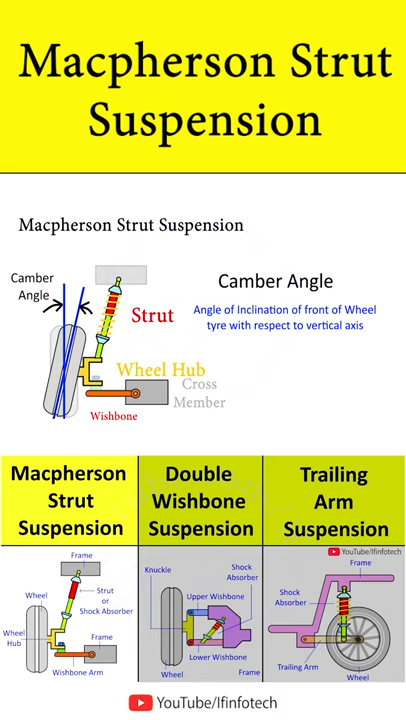 Macpherson Strut
Suspension
Macpherson Strut Suspension
Camber
Angle
Camber Angle
Angle of Inclination of front of Wheel
tyre with respect to vertical axis
Strut
Wheel Hub
Cross
Member
Wishbone
Macpherson
Strut
Suspension
Double
Wishbone
Suspension
Trailing
Arm
Suspension
YouTube/lfinfotech
Frame
Wheel
Strut
or
Shock Absorber
Wheel
Hub
Frame
Wishbone Arm
Knuckle
Shock
Absorber
Upper Wishbone
Lower Wishbone
Wheel
Frame
Frame
Shock
Absorber
Trailing Arm
Wheel
YouTube/lfinfotech